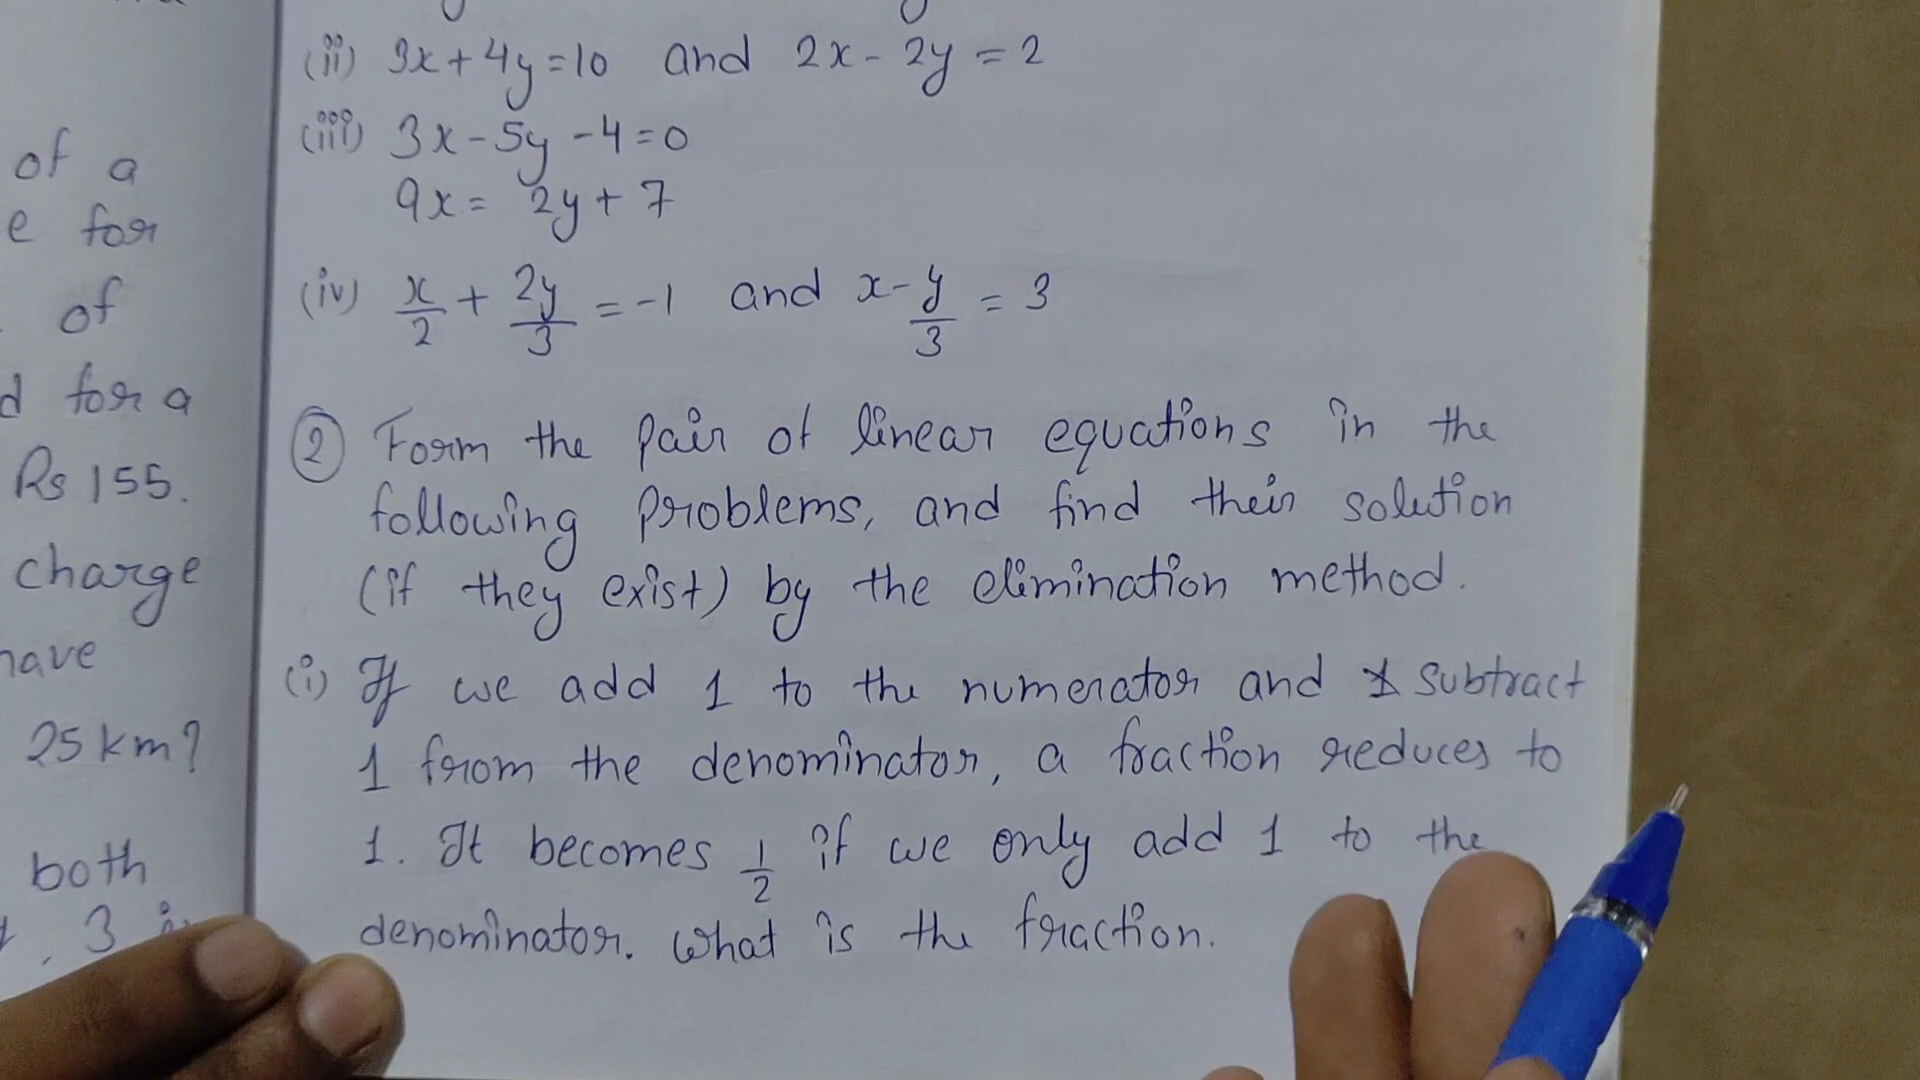 of a
e for
of
d for a
Rs 155.
charge
have
25 km?
both
3
(ii) 3x + 4y = 10 and 2x - 2y = 2
(iii) 3x - 5y - 4 = 0
9x = 2y + 7
(iv) x/2 + 2y/3 = -1 and x - y/3 = 3
② Form the pair of linear equations in the
following problems, and find their solution
(if they exist) by the elimination method.
(i) If we add 1 to the numerator and subtract
1 from the denominator, a fraction reduces to
1. It becomes 1/2 if we only add 1 to the
denominator. What is the fraction.